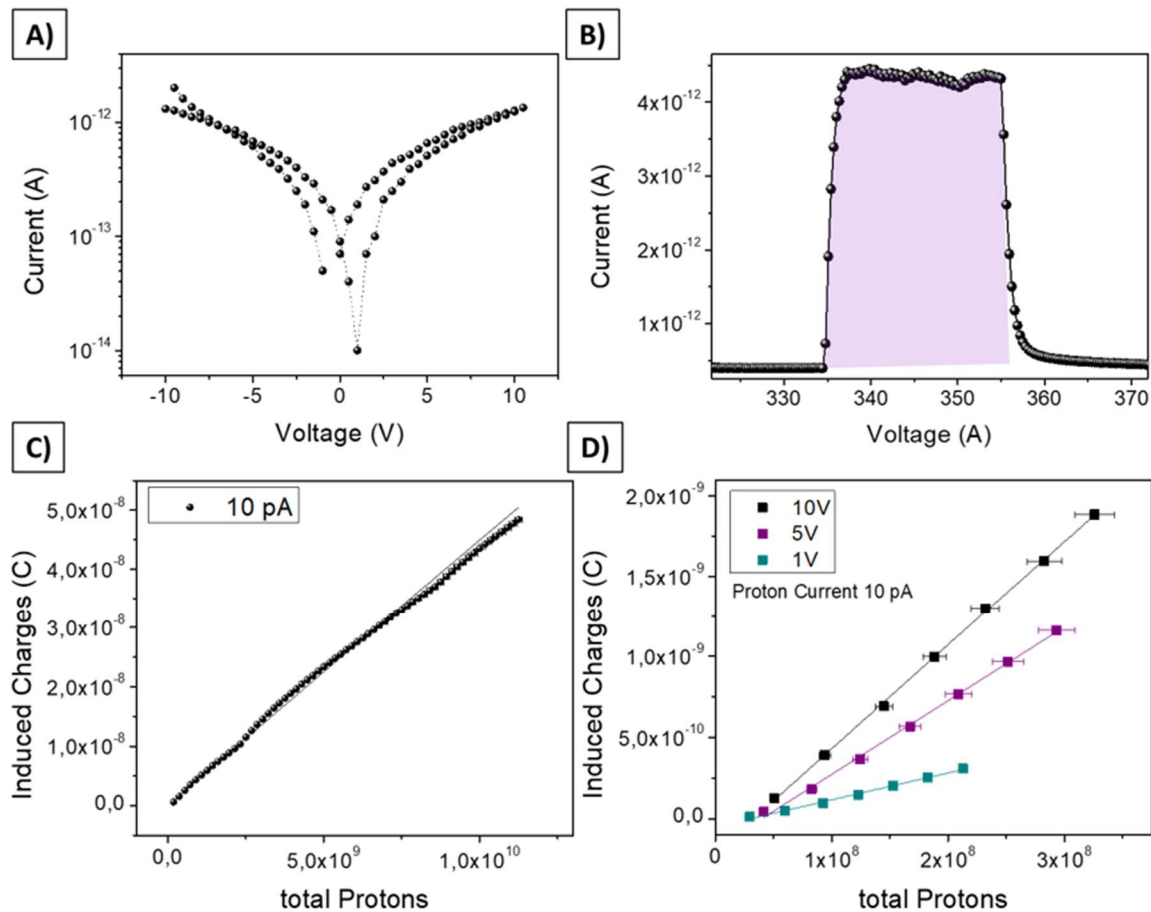 A)
10⁻¹²
10⁻¹³
10⁻¹⁴
Current (A)
-10 -5 0 5 10
Voltage (V)
B)
4x10⁻¹²
3x10⁻¹²
2x10⁻¹²
1x10⁻¹²
Current (A)
330 340 350 360 370
Voltage (A)
C)
10 pA
5,0x10⁻⁸
4,0x10⁻⁸
3,0x10⁻⁸
2,0x10⁻⁸
1,0x10⁻⁸
0,0
Induced Charges (C)
0,0 5,0x10⁹ 1,0x10¹⁰
total Protons
D)
10V
5V
1V
Proton Current 10 pA
2,0x10⁻⁹
1,5x10⁻⁹
1,0x10⁻⁹
5,0x10⁻¹⁰
0,0
Induced Charges (C)
0 1x10⁸ 2x10⁸ 3x10⁸
total Protons